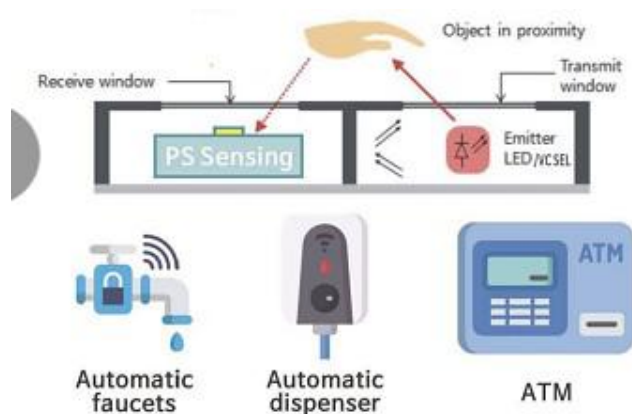 Object in proximity
Receive window
Transmit
window
PS Sensing
Emitter
LED/VCSEL
ATM
Automatic
faucets
Automatic
dispenser
ATM